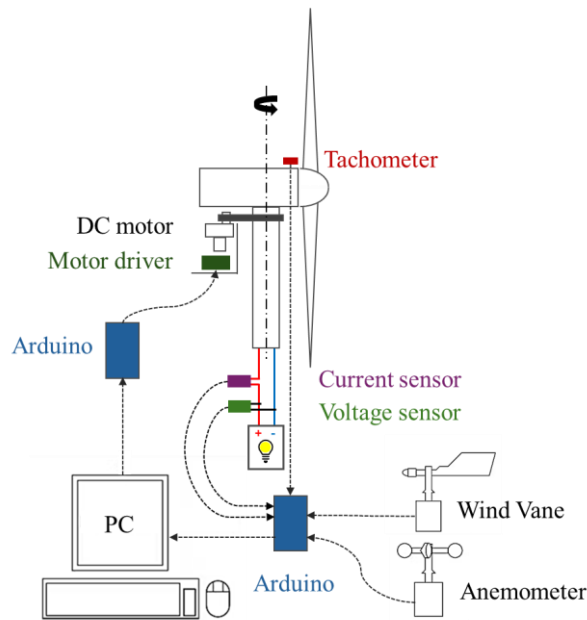 Tachometer
DC motor
Motor driver
Arduino
Current sensor
Voltage sensor
+ -
PC
Wind Vane
Arduino
Anemometer